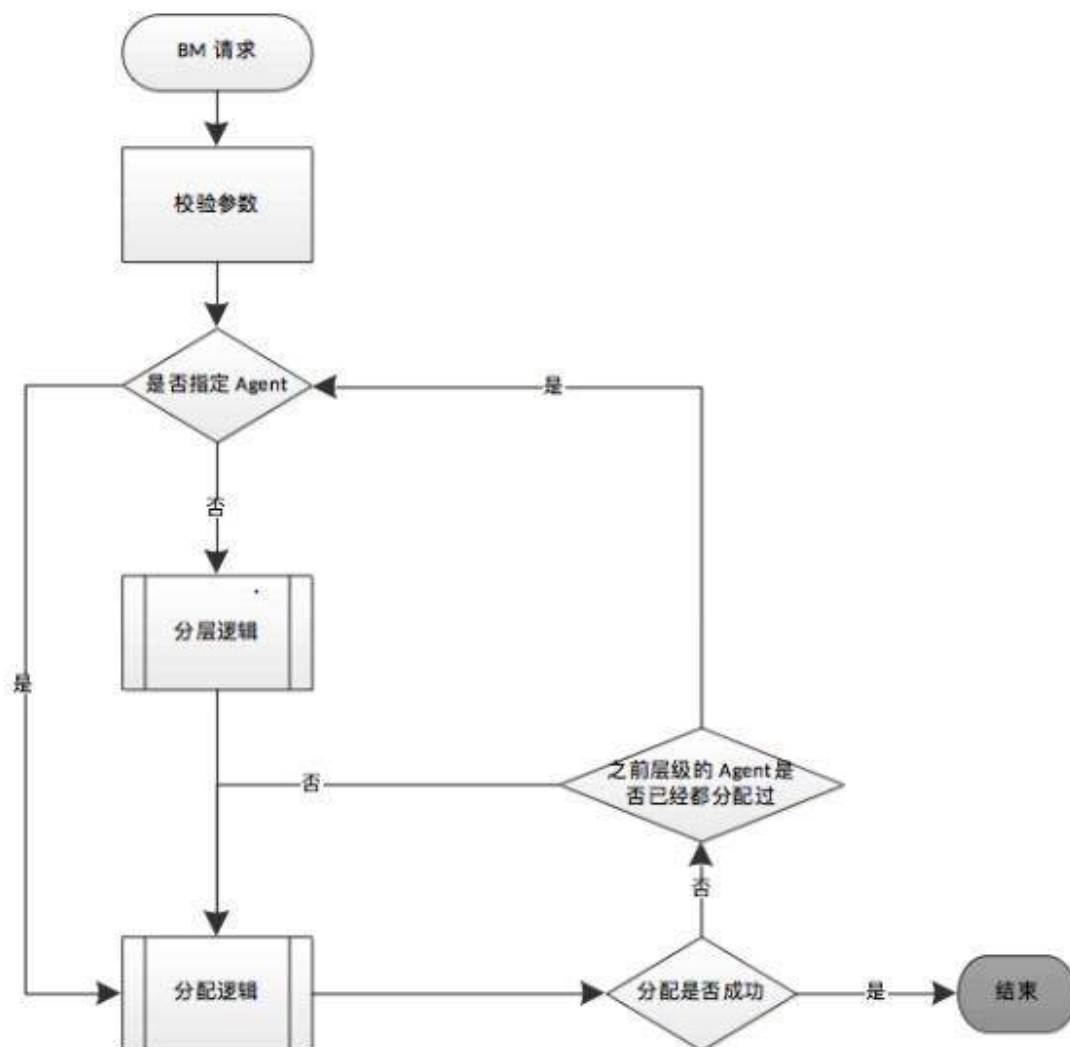 BM 请求
校验参数
是否指定 Agent
是
否
分层逻辑
是
之前层级的 Agent 是
否已经都分配过
否
否
分配逻辑
分配是否成功
是
结束